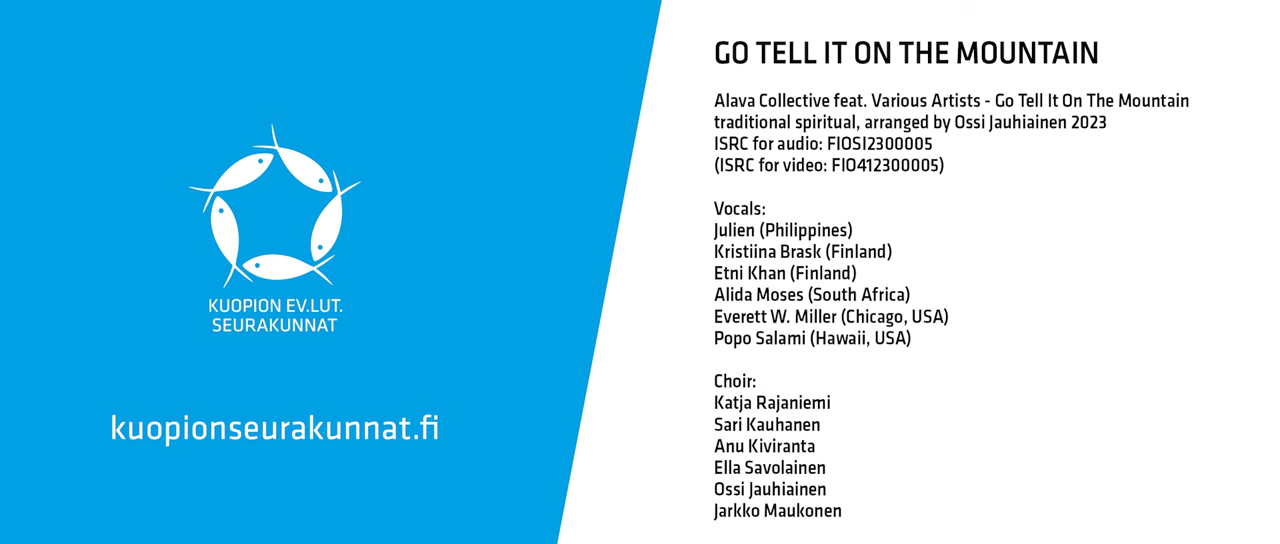 KUOPION EV.LUT.
SEURAKUNNAT
kuopionseurakunnat.fi
GO TELL IT ON THE MOUNTAIN
Alava Collective feat. Various Artists - Go Tell It On The Mountain
traditional spiritual, arranged by Ossi Jauhiainen 2023
ISRC for audio: FIOSI2300005
(ISRC for video: FIO412300005)
Vocals:
Julien (Philippines)
Kristiina Brask (Finland)
Etni Khan (Finland)
Alida Moses (South Africa)
Everett W. Miller (Chicago, USA)
Popo Salami (Hawaii, USA)
Choir:
Katja Rajaniemi
Sari Kauhanen
Anu Kiviranta
Ella Savolainen
Ossi Jauhiainen
Jarkko Maukonen